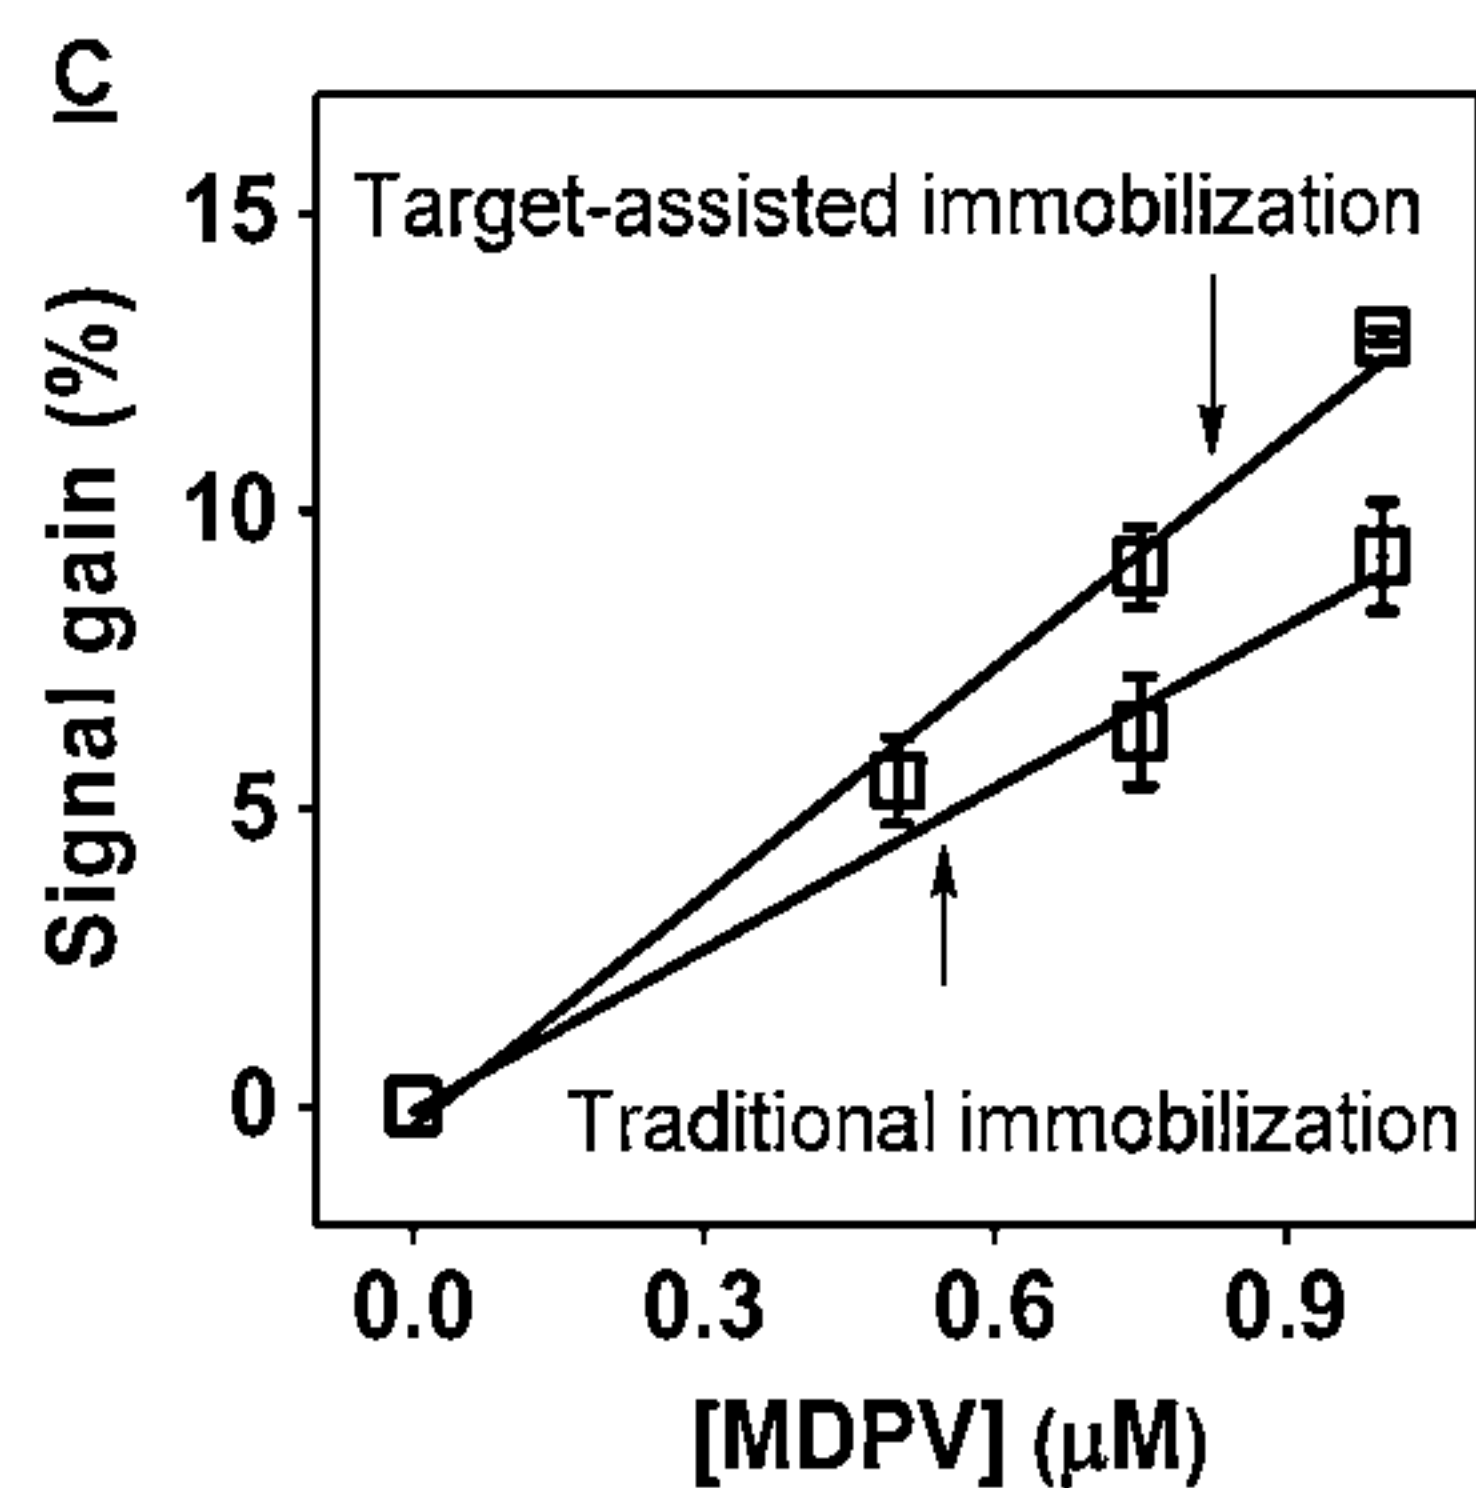 C
15
Target-assisted immobilization
10
5
0
Traditional immobilization
Signal gain (%)
0.0 0.3 0.6 0.9
[MDPV] (μM)